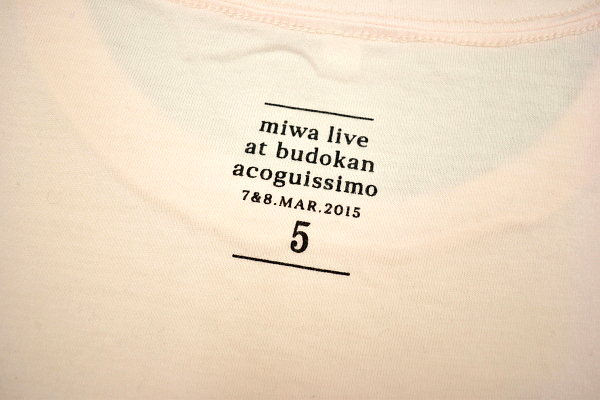 miwa live
at budokan
acoguissimo
7&8.MAR.2015
5